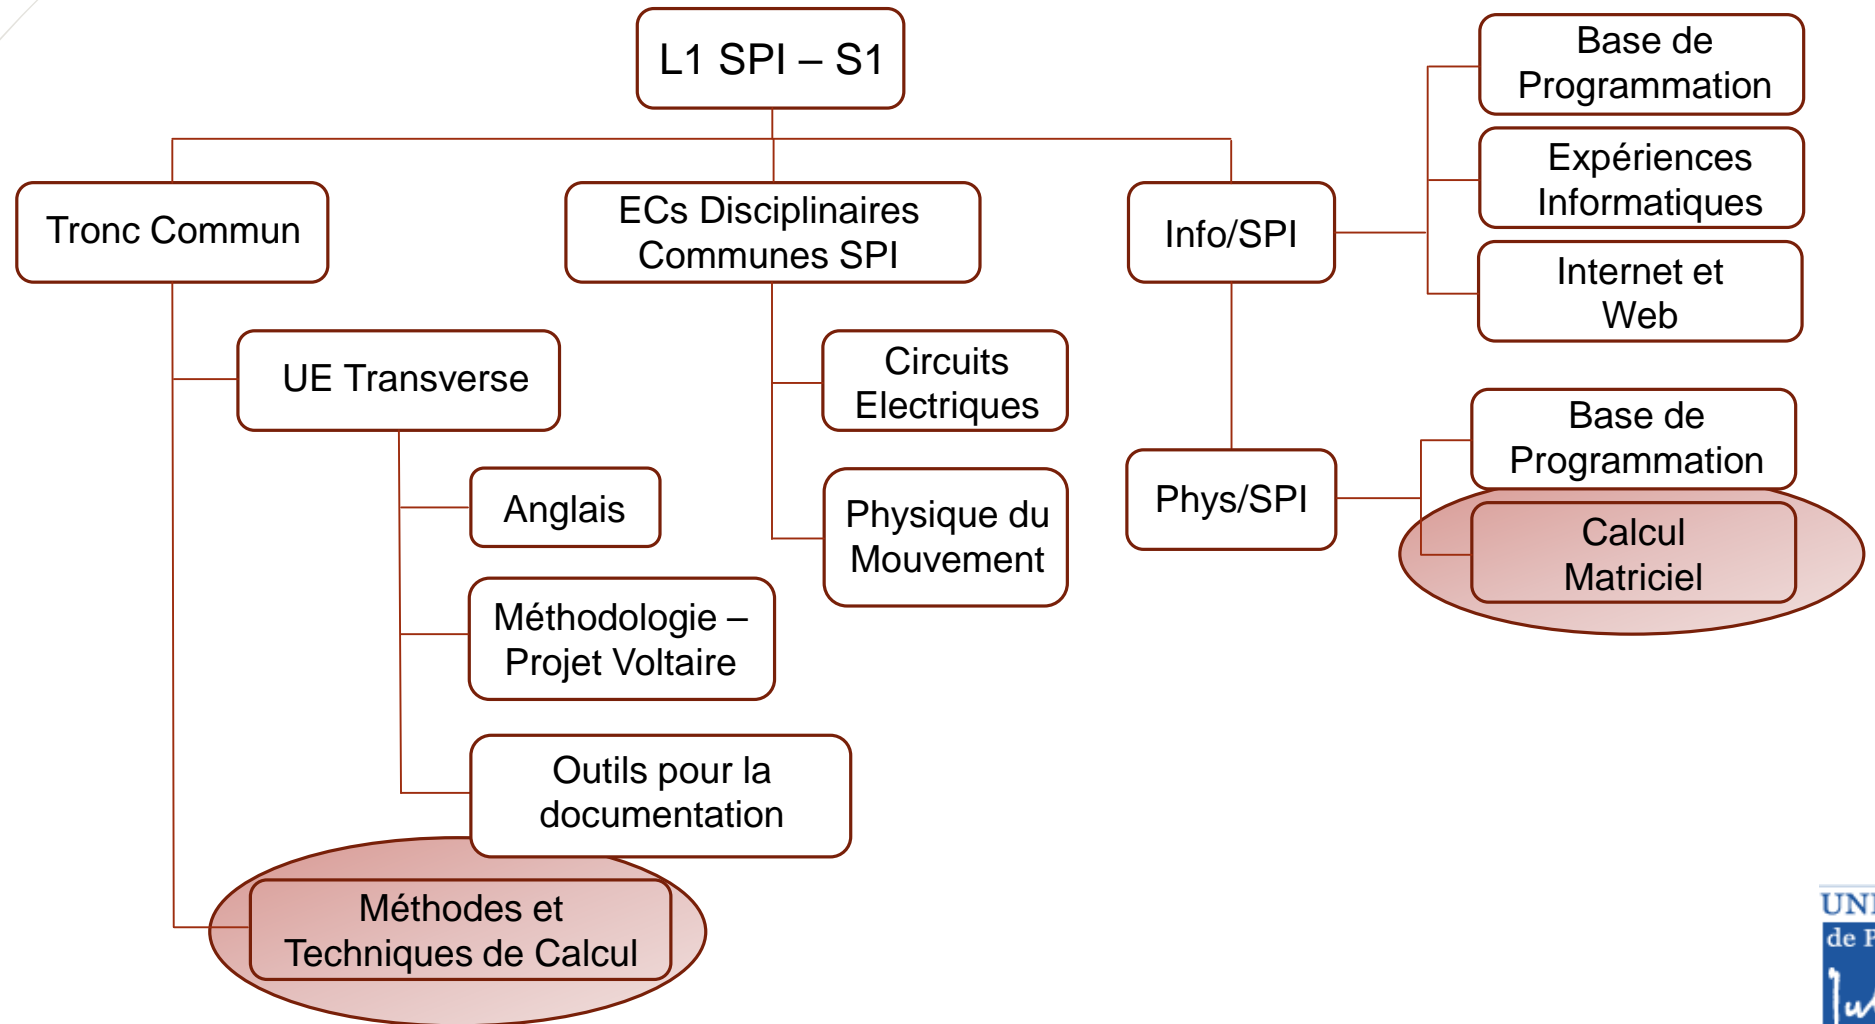 L1 SPI – S1
Tronc Commun
UE Transverse
Anglais
Méthodologie –
Projet Voltaire
Outils pour la
documentation
Méthodes et
Techniques de Calcul
ECs Disciplinaires
Communes SPI
Circuits
Electriques
Physique du
Mouvement
Info/SPI
Base de
Programmation
Expériences
Informatiques
Internet et
Web
Phys/SPI
Base de
Programmation
Calcul
Matriciel